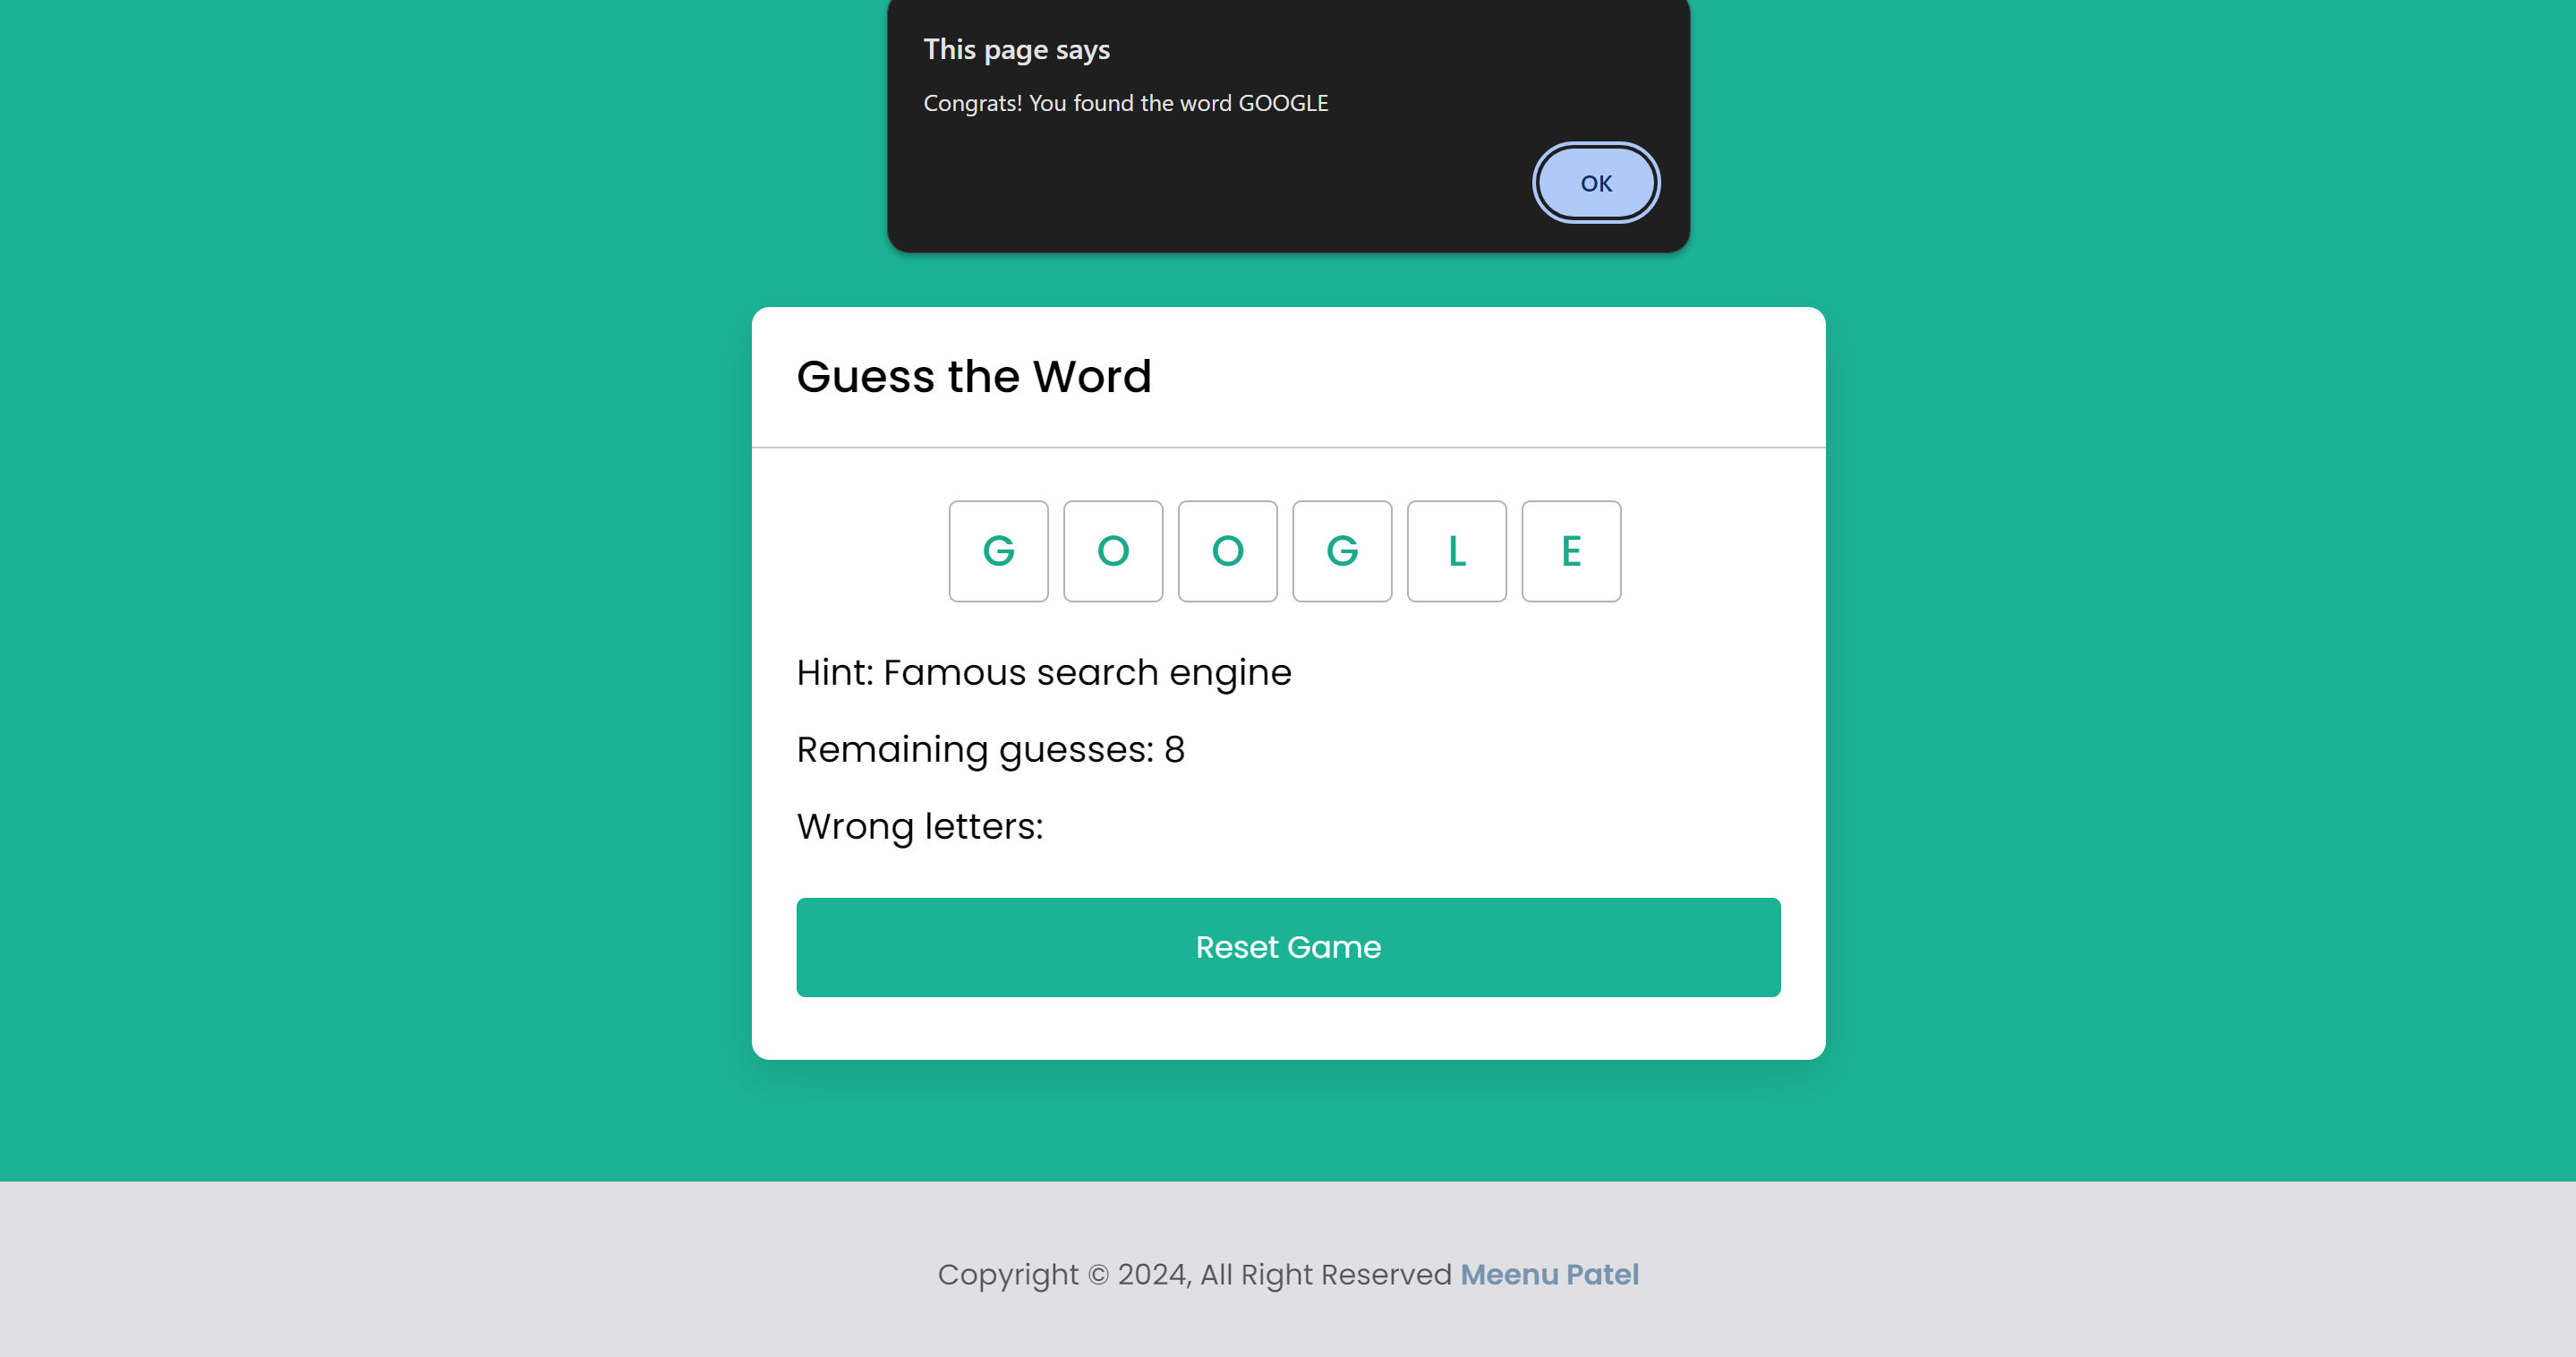 This page says
Congrats! You found the word GOOGLE
OK
Guess the Word
G O O G L E
Hint: Famous search engine
Remaining guesses: 8
Wrong letters:
Reset Game
Copyright © 2024, All Right Reserved Meenu Patel